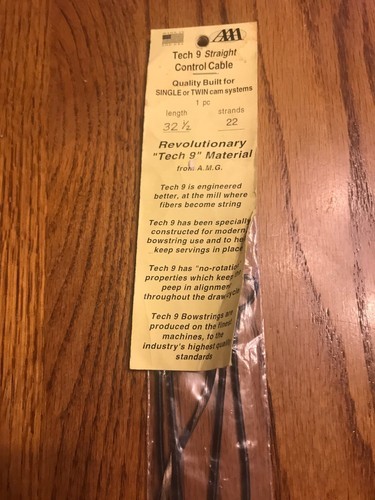 AAA
Tech 9 Straight
Control Cable
Quality Built for
SINGLE or TWIN cam systems
1 pc
length strands
32 ½ 22
Revolutionary
"Tech 9" Material
from A.M.G.
Tech 9 is engineered
better, at the mill where
fibers become string
Tech 9 has been specially
constructed for modern
bowstring use and to
keep servings in place
Tech 9 has "no-rotation"
properties which
peep in alignment
throughout the
Tech 9 Bowstrings are
produced on the finest
machines, to the
industry's highest quality
standards